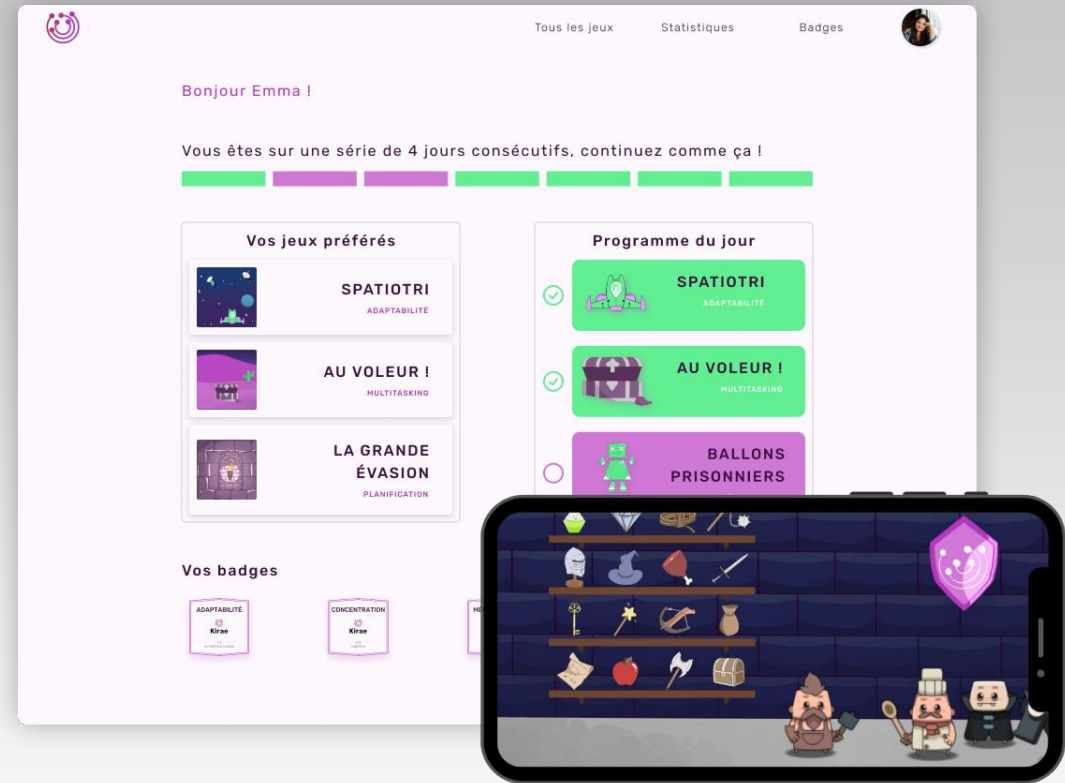 Tous les jeux Statistiques Badges
Bonjour Emma !
Vous êtes sur une série de 4 jours consécutifs, continuez comme ça !
Vos jeux préférés
SPATIOTRI
ADAPTABILITÉ
AU VOLEUR !
MULTITASKING
LA GRANDE
ÉVASION
PLANIFICATION
Programme du jour
SPATIOTRI
ADAPTABILITÉ
AU VOLEUR !
MULTITASKING
BALLONS
PRISONNIERS
Vos badges
ADAPTABILITÉ
Kirae
CONCENTRATION
Kirae